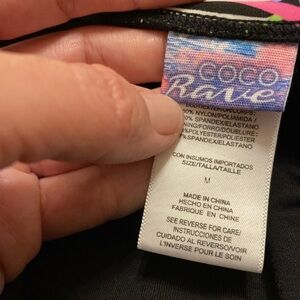 COCO
Rave
% NYLON/POLIAMIDA /
% SPANDEX/ELASTANO
NING/FORRO/DOUBLURE:
%POLYESTER/POLIESTER
%SPANDEX/ELASTANO
CON INSUMOS IMPORTADOS
SIZE/TALLA/TAILLE
M
MADE IN CHINA
HECHO EN CHINA
FABRIQUE EN CHINE
SEE REVERSE FOR CARE/
INSTRUCCIONES DE
CUIDADO AL REVERSO/VOIR
L'INVERSE POUR LE SOIN